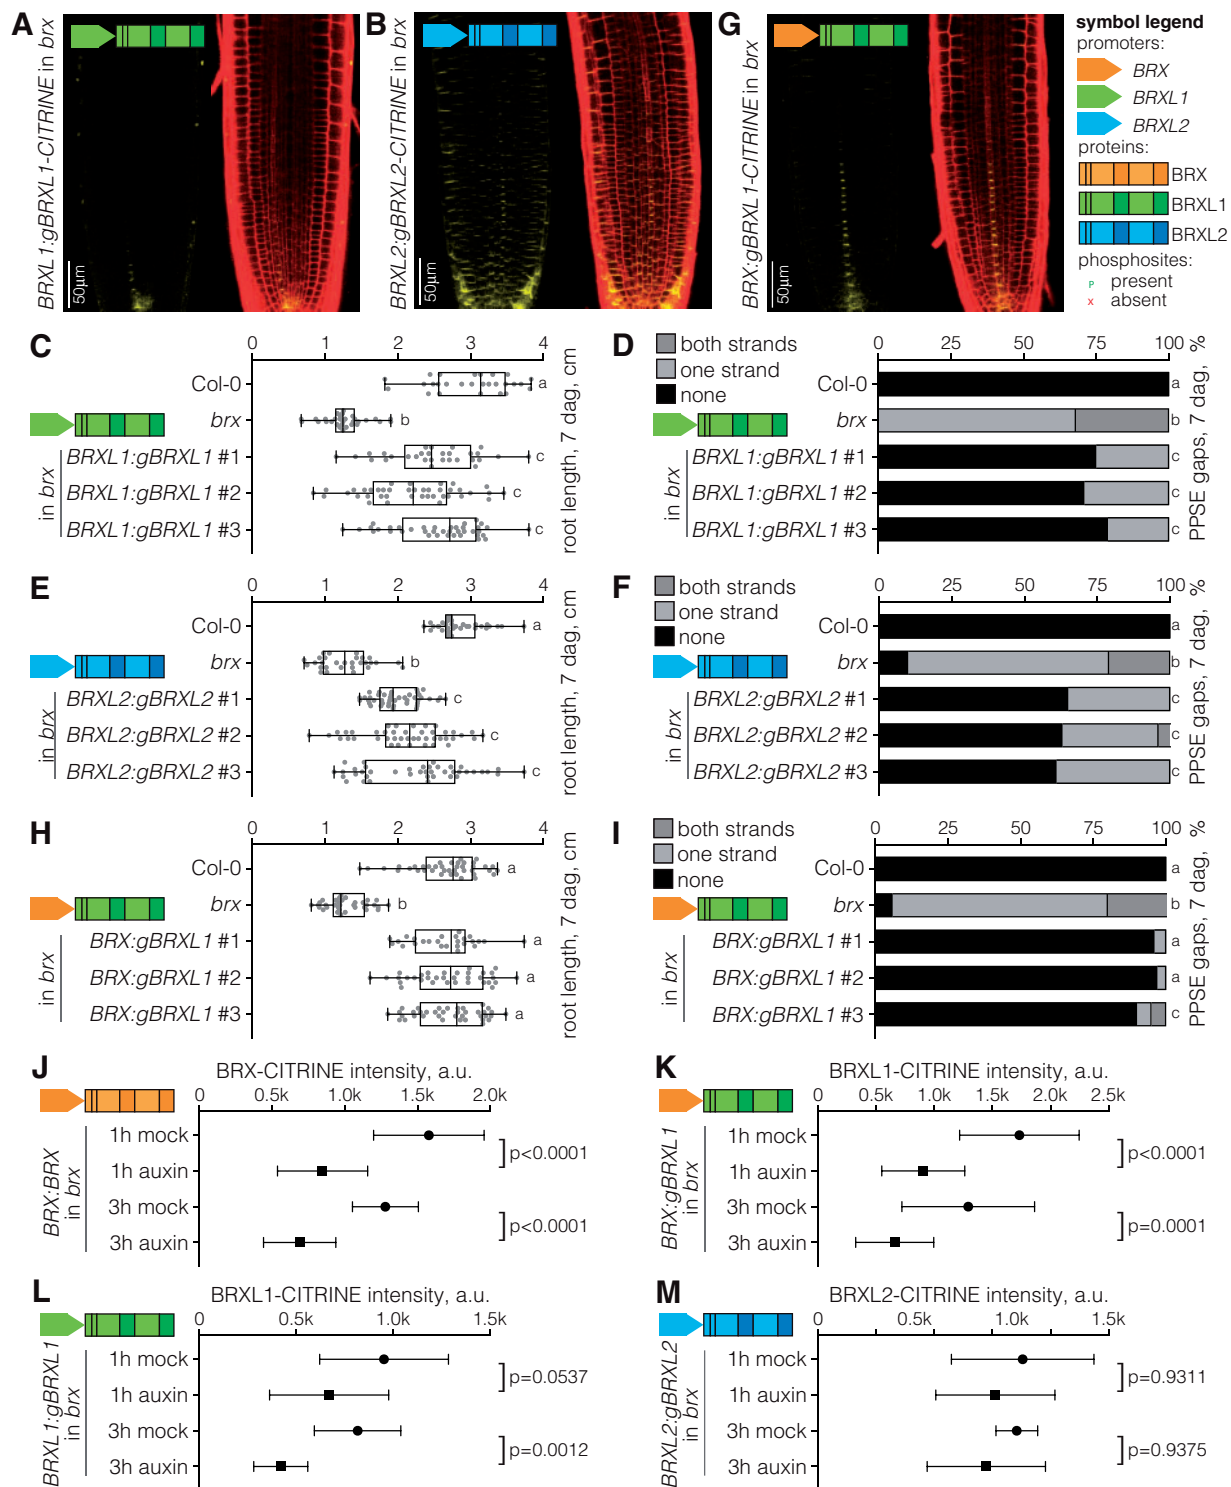 A
BRXL1:gBRXL1-CITRINE in brx
50µm
B
BRXL2:gBRXL2-CITRINE in brx
50µm
G
BRX:gBRXL1-CITRINE in brx
50µm
symbol legend
promoters:
BRX
BRXL1
BRXL2
proteins:
BRX
BRXL1
BRXL2
phosphosites:
P present
X absent
C
0 1 2 3 4
Col-0 a
brx b
in brx
BRXL1:gBRXL1 #1 c
BRXL1:gBRXL1 #2 c
BRXL1:gBRXL1 #3 c
root length, 7 dag, cm
D
both strands
one strand
none
0 25 50 75 100
Col-0 a
brx b
in brx
BRXL1:gBRXL1 #1 c
BRXL1:gBRXL1 #2 c
BRXL1:gBRXL1 #3 c
PPSE gaps, 7 dag, %
E
0 1 2 3 4
Col-0 a
brx b
in brx
BRXL2:gBRXL2 #1 c
BRXL2:gBRXL2 #2 c
BRXL2:gBRXL2 #3 c
root length, 7 dag, cm
F
both strands
one strand
none
0 25 50 75 100
Col-0 a
brx b
in brx
BRXL2:gBRXL2 #1 c
BRXL2:gBRXL2 #2 c
BRXL2:gBRXL2 #3 c
PPSE gaps, 7 dag, %
H
0 1 2 3 4
Col-0 a
brx b
in brx
BRX:gBRXL1 #1 a
BRX:gBRXL1 #2 a
BRX:gBRXL1 #3 a
root length, 7 dag, cm
I
both strands
one strand
none
0 25 50 75 100
Col-0 a
brx b
in brx
BRX:gBRXL1 #1 a
BRX:gBRXL1 #2 a
BRX:gBRXL1 #3 c
PPSE gaps, 7 dag, %
J
BRX-CITRINE intensity, a.u.
0 0.5k 1.0k 1.5k 2.0k
BRX:BRX
in brx
1h mock
1h auxin
p<0.0001
3h mock
3h auxin
p<0.0001
K
BRXL1-CITRINE intensity, a.u.
0 0.5k 1.0k 1.5k 2.0k 2.5k
BRX:gBRXL1
in brx
1h mock
1h auxin
p<0.0001
3h mock
3h auxin
p=0.0001
L
BRXL1-CITRINE intensity, a.u.
0 0.5k 1.0k 1.5k
BRXL1:gBRXL1
in brx
1h mock
1h auxin
p=0.0537
3h mock
3h auxin
p=0.0012
M
BRXL2-CITRINE intensity, a.u.
0 0.5k 1.0k 1.5k
BRXL2:gBRXL2
in brx
1h mock
1h auxin
p=0.9311
3h mock
3h auxin
p=0.9375